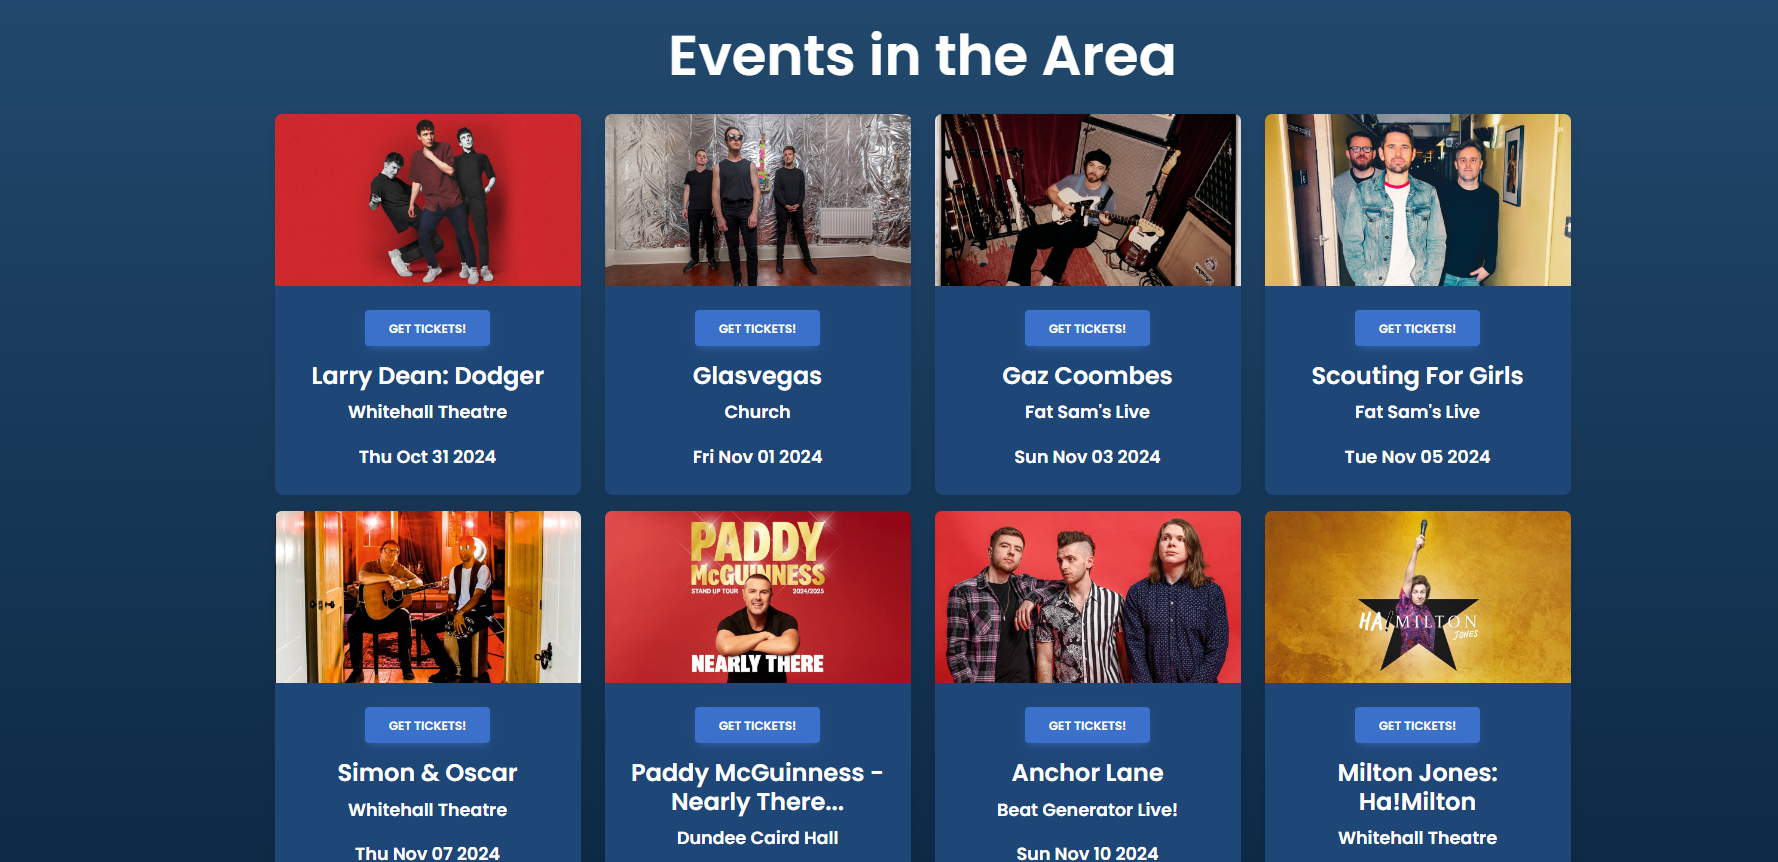 Events in the Area
GET TICKETS!
Larry Dean: Dodger
Whitehall Theatre
Thu Oct 31 2024
GET TICKETS!
Glasvegas
Church
Fri Nov 01 2024
GET TICKETS!
Gaz Coombes
Fat Sam's Live
Sun Nov 03 2024
GET TICKETS!
Scouting For Girls
Fat Sam's Live
Tue Nov 05 2024
GET TICKETS!
Simon & Oscar
Whitehall Theatre
Thu Nov 07 2024
PADDY
McGUINNESS
STAND UP TOUR 2024/2025
NEARLY THERE
GET TICKETS!
Paddy McGuinness -
Nearly There...
Dundee Caird Hall
GET TICKETS!
Anchor Lane
Beat Generator Live!
Sun Nov 10 2024
HA!MILTON
JONES
GET TICKETS!
Milton Jones:
Ha!Milton
Whitehall Theatre